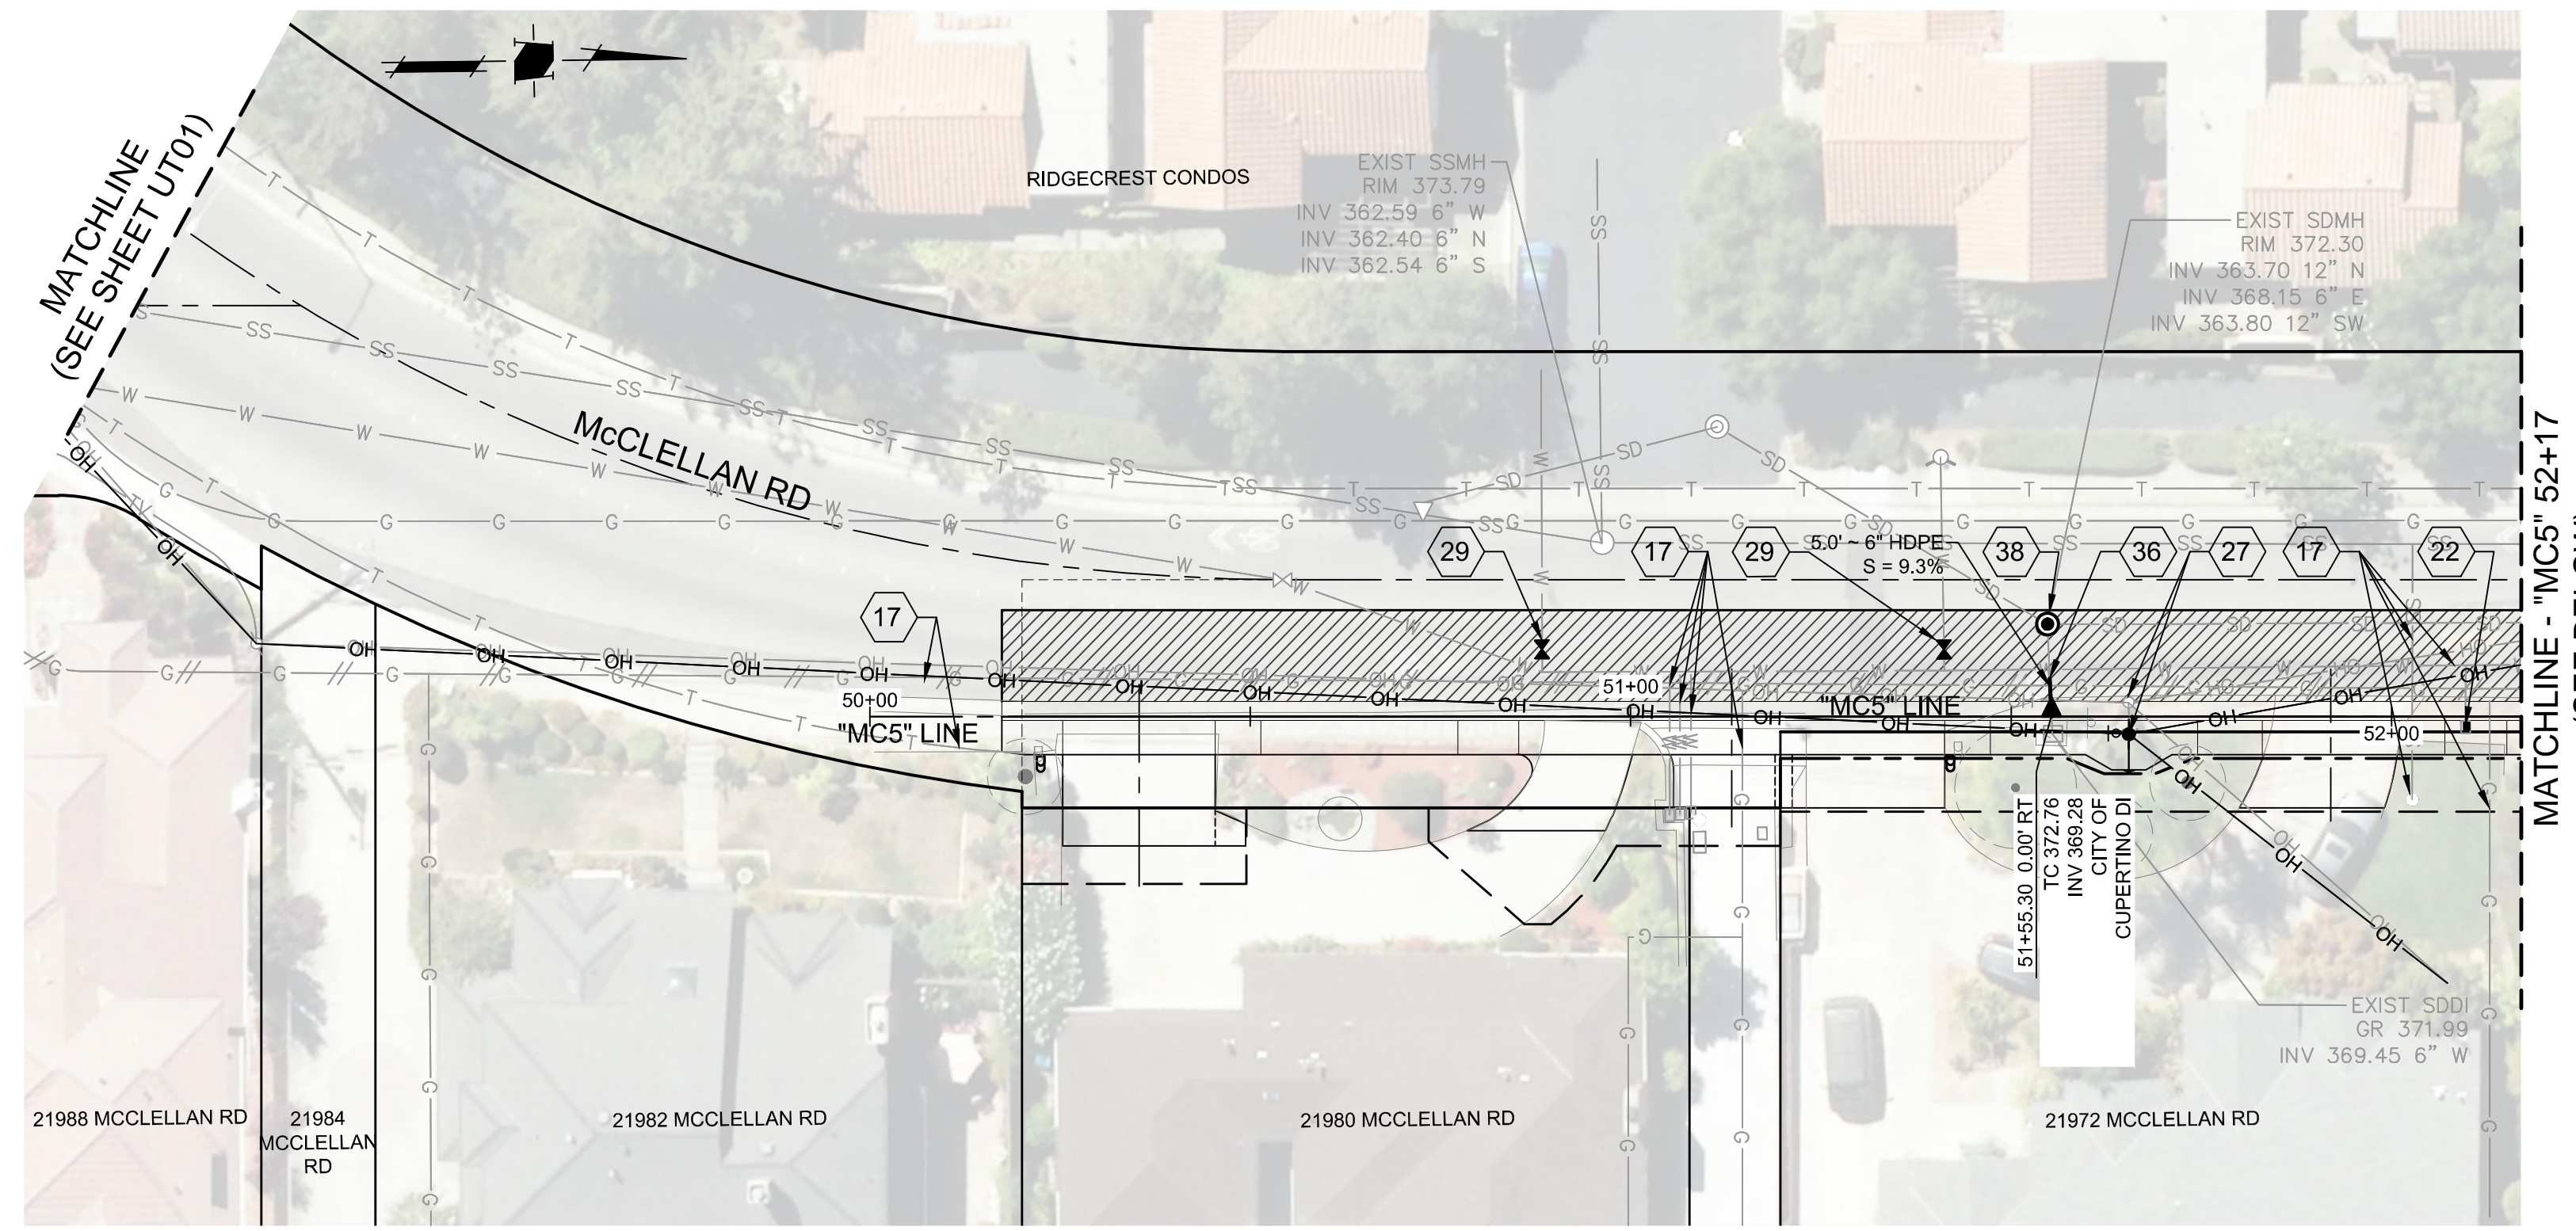 MATCHLINE
(SEE SHEET UT01)
RIDGECREST CONDOS
EXIST SSMH
RIM 373.79
INV 362.59 6" W
INV 362.40 6" N
INV 362.54 6" S
EXIST SDMH
RIM 372.30
INV 363.70 12" N
INV 368.15 6" E
INV 363.80 12" SW
McCLELLAN RD
29
17
29
5.0' ~ 6" HDPE
S = 9.3%
38
36
27
17
22
17
50+00
"MC5" LINE
51+00
"MC5" LINE
52+00
MATCHLINE - "MC5" 52+17
51+55.30 0.00' RT
TC 372.76
INV 369.28
CITY OF
CUPERTINO DI
EXIST SDDI
GR 371.99
INV 369.45 6" W
21988 MCCLELLAN RD
21984
MCCLELLAN
RD
21982 MCCLELLAN RD
21980 MCCLELLAN RD
21972 MCCLELLAN RD